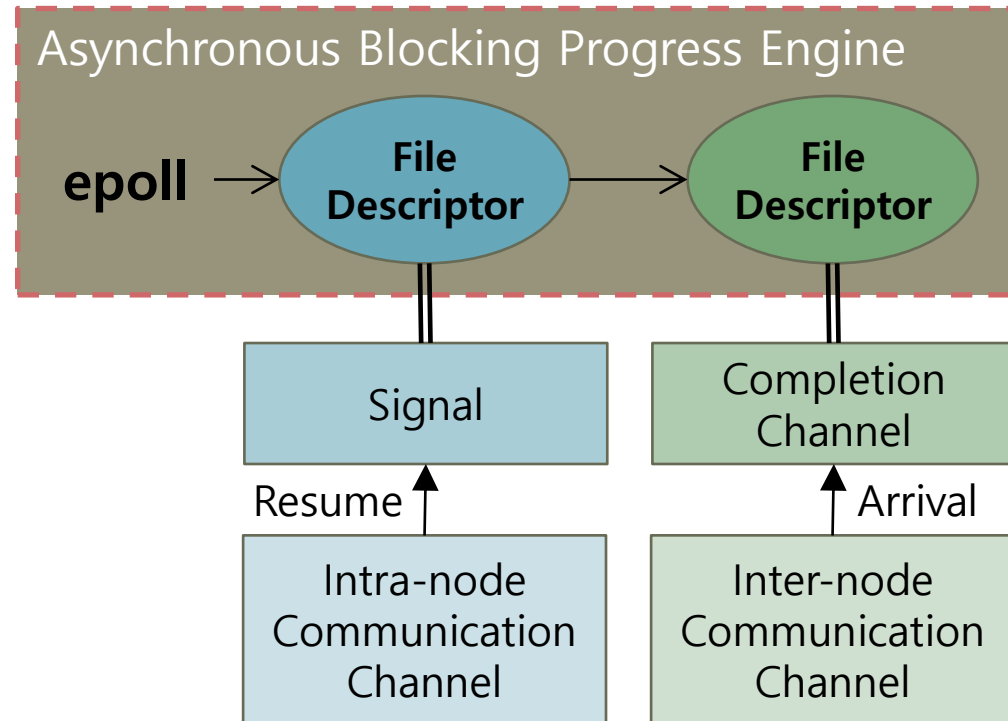 Asynchronous Blocking Progress Engine
epoll
File
Descriptor
File
Descriptor
Signal
Completion
Channel
Resume
Arrival
Intra-node
Communication
Channel
Inter-node
Communication
Channel